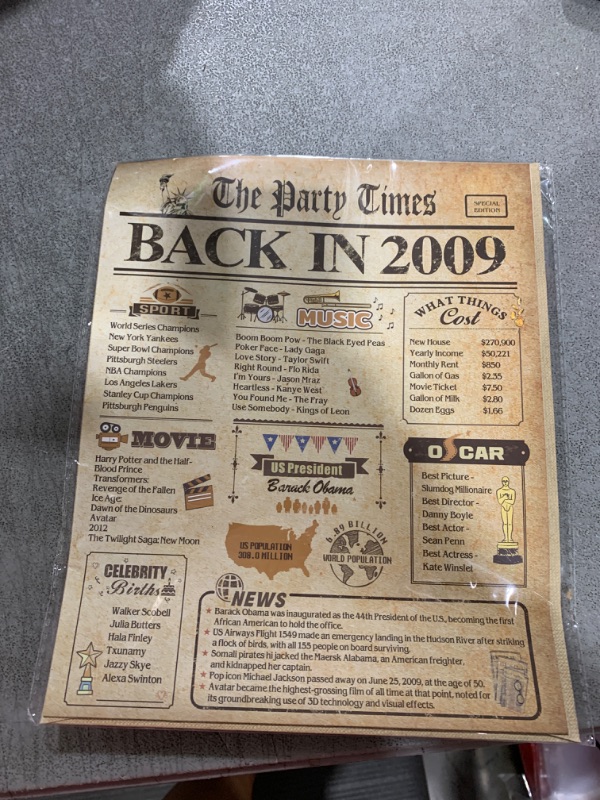 The Party Times
SPECIAL
EDITION
BACK IN 2009
SPORT
World Series Champions
New York Yankees
Super Bowl Champions
Pittsburgh Steelers
NBA Champions
Los Angeles Lakers
Stanley Cup Champions
Pittsburgh Penguins
MUSIC
Boom Boom Pow - The Black Eyed Peas
Poker Face - Lady Gaga
Love Story - Taylor Swift
Right Round - Flo Rida
I'm Yours - Jason Mraz
Heartless - Kanye West
You Found Me - The Fray
Use Somebody - Kings of Leon
WHAT THINGS
Cost
New House $270,900
Yearly Income $50,221
Monthly Rent $850
Gallon of Gas $2.35
Movie Ticket $7.50
Gallon of Milk $2.80
Dozen Eggs $1.66
MOVIE
Harry Potter and the Half-
Blood Prince
Transformers:
Revenge of the Fallen
Ice Age:
Dawn of the Dinosaurs
Avatar
2012
The Twilight Saga: New Moon
US President
Barack Obama
US POPULATION
308.0 MILLION
6.89 BILLION
WORLD POPULATION
OSCAR
Best Picture -
Slumdog Millionaire
Best Director -
Danny Boyle
Best Actor -
Sean Penn
Best Actress -
Kate Winslet
CELEBRITY
Births
Walker Scobell
Julia Butters
Hala Finley
Txunamy
Jazzy Skye
Alexa Swinton
NEWS
★ Barack Obama was inaugurated as the 44th President of the U.S., becoming the first
African American to hold the office.
★ US Airways Flight 1549 made an emergency landing in the Hudson River after striking
a flock of birds, with all 155 people on board surviving.
★ Somali pirates hijacked the Maersk Alabama, an American freighter,
and kidnapped her captain.
★ Pop icon Michael Jackson passed away on June 25, 2009, at the age of 50.
★ Avatar became the highest-grossing film of all time at that point, noted for
its groundbreaking use of 3D technology and visual effects.